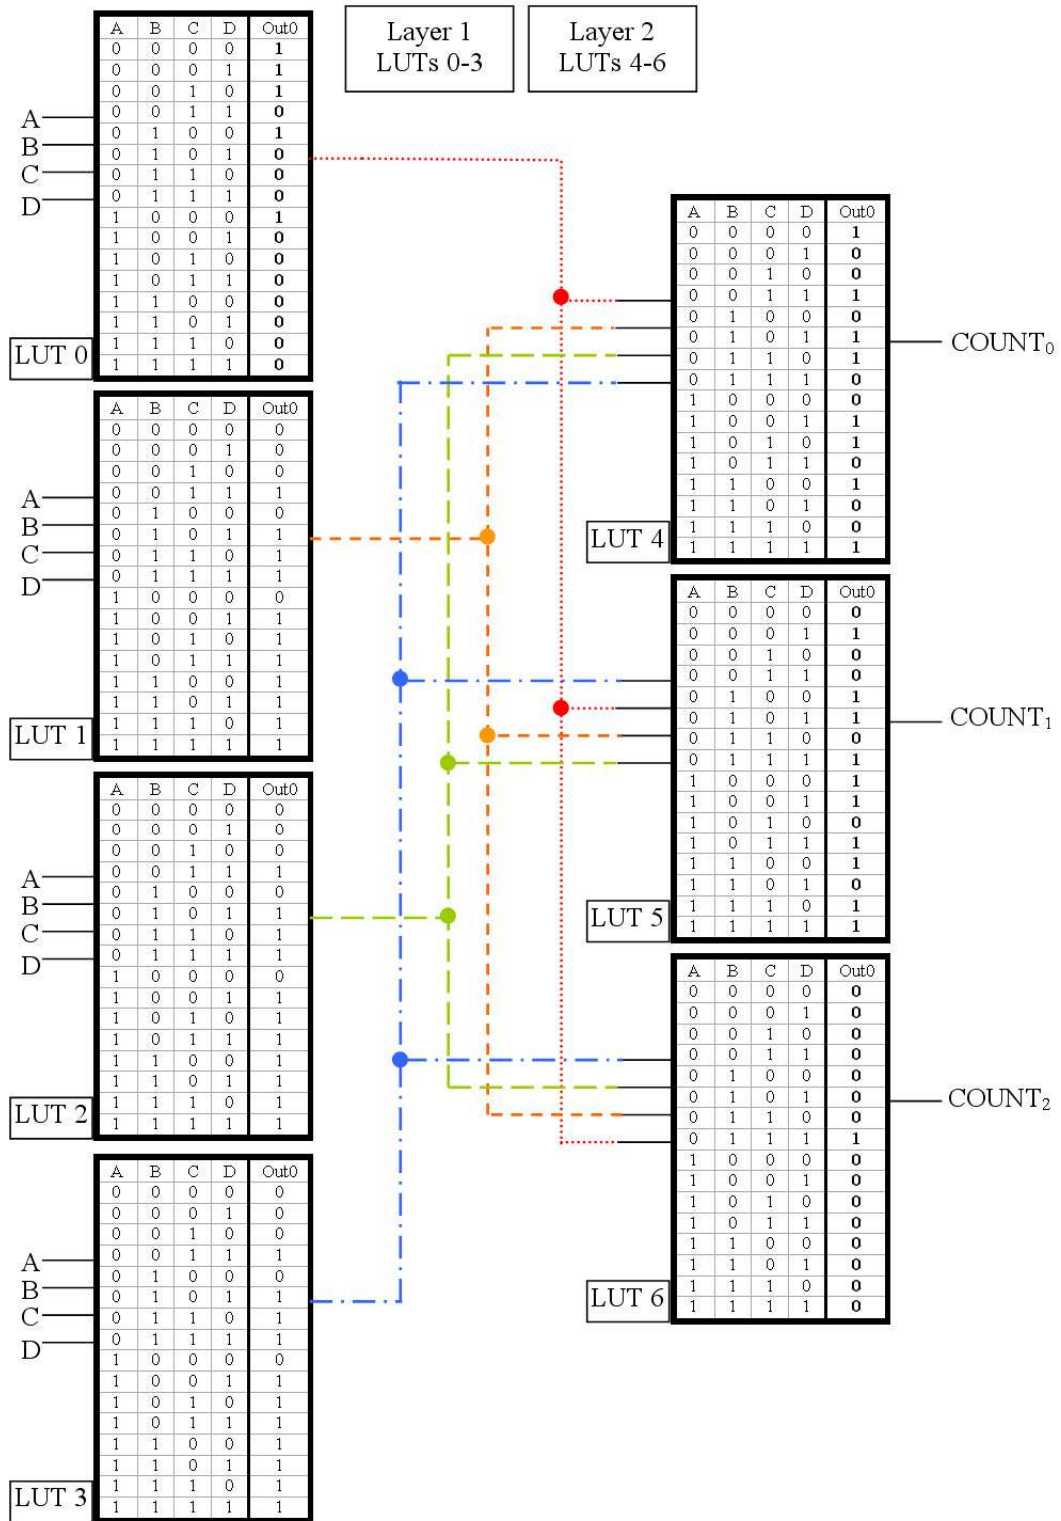 Layer 1
LUTs 0-3
Layer 2
LUTs 4-6
A B C D Out0
0 0 0 0 1
0 0 0 1 1
0 0 1 0 1
0 0 1 1 0
0 1 0 0 1
0 1 0 1 0
0 1 1 0 0
0 1 1 1 0
1 0 0 0 1
1 0 0 1 0
1 0 1 0 0
1 0 1 1 0
1 1 0 0 0
1 1 0 1 0
1 1 1 0 0
1 1 1 1 0
A
B
C
D
LUT 0
A B C D Out0
0 0 0 0 0
0 0 0 1 0
0 0 1 0 0
0 0 1 1 1
0 1 0 0 0
0 1 0 1 1
0 1 1 0 1
0 1 1 1 1
1 0 0 0 0
1 0 0 1 1
1 0 1 0 1
1 0 1 1 1
1 1 0 0 1
1 1 0 1 1
1 1 1 0 1
1 1 1 1 1
A
B
C
D
LUT 1
A B C D Out0
0 0 0 0 0
0 0 0 1 0
0 0 1 0 0
0 0 1 1 1
0 1 0 0 0
0 1 0 1 1
0 1 1 0 1
0 1 1 1 1
1 0 0 0 0
1 0 0 1 1
1 0 1 0 1
1 0 1 1 1
1 1 0 0 1
1 1 0 1 1
1 1 1 0 1
1 1 1 1 1
A
B
C
D
LUT 2
A B C D Out0
0 0 0 0 0
0 0 0 1 0
0 0 1 0 0
0 0 1 1 1
0 1 0 0 0
0 1 0 1 1
0 1 1 0 1
0 1 1 1 1
1 0 0 0 0
1 0 0 1 1
1 0 1 0 1
1 0 1 1 1
1 1 0 0 1
1 1 0 1 1
1 1 1 0 1
1 1 1 1 1
A
B
C
D
LUT 3
A B C D Out0
0 0 0 0 1
0 0 0 1 0
0 0 1 0 0
0 0 1 1 1
0 1 0 0 0
0 1 0 1 1
0 1 1 0 1
0 1 1 1 0
1 0 0 0 0
1 0 0 1 1
1 0 1 0 1
1 0 1 1 0
1 1 0 0 1
1 1 0 1 0
1 1 1 0 0
1 1 1 1 1
LUT 4
COUNT₀
A B C D Out0
0 0 0 0 0
0 0 0 1 1
0 0 1 0 0
0 0 1 1 0
0 1 0 0 1
0 1 0 1 1
0 1 1 0 0
0 1 1 1 1
1 0 0 0 0
1 0 0 1 1
1 0 1 0 0
1 0 1 1 1
1 1 0 0 1
1 1 0 1 0
1 1 1 0 1
1 1 1 1 1
LUT 5
COUNT₁
A B C D Out0
0 0 0 0 0
0 0 0 1 0
0 0 1 0 0
0 0 1 1 0
0 1 0 0 0
0 1 0 1 0
0 1 1 0 0
0 1 1 1 1
1 0 0 0 0
1 0 0 1 0
1 0 1 0 0
1 0 1 1 0
1 1 0 0 0
1 1 0 1 0
1 1 1 0 0
1 1 1 1 0
LUT 6
COUNT₂